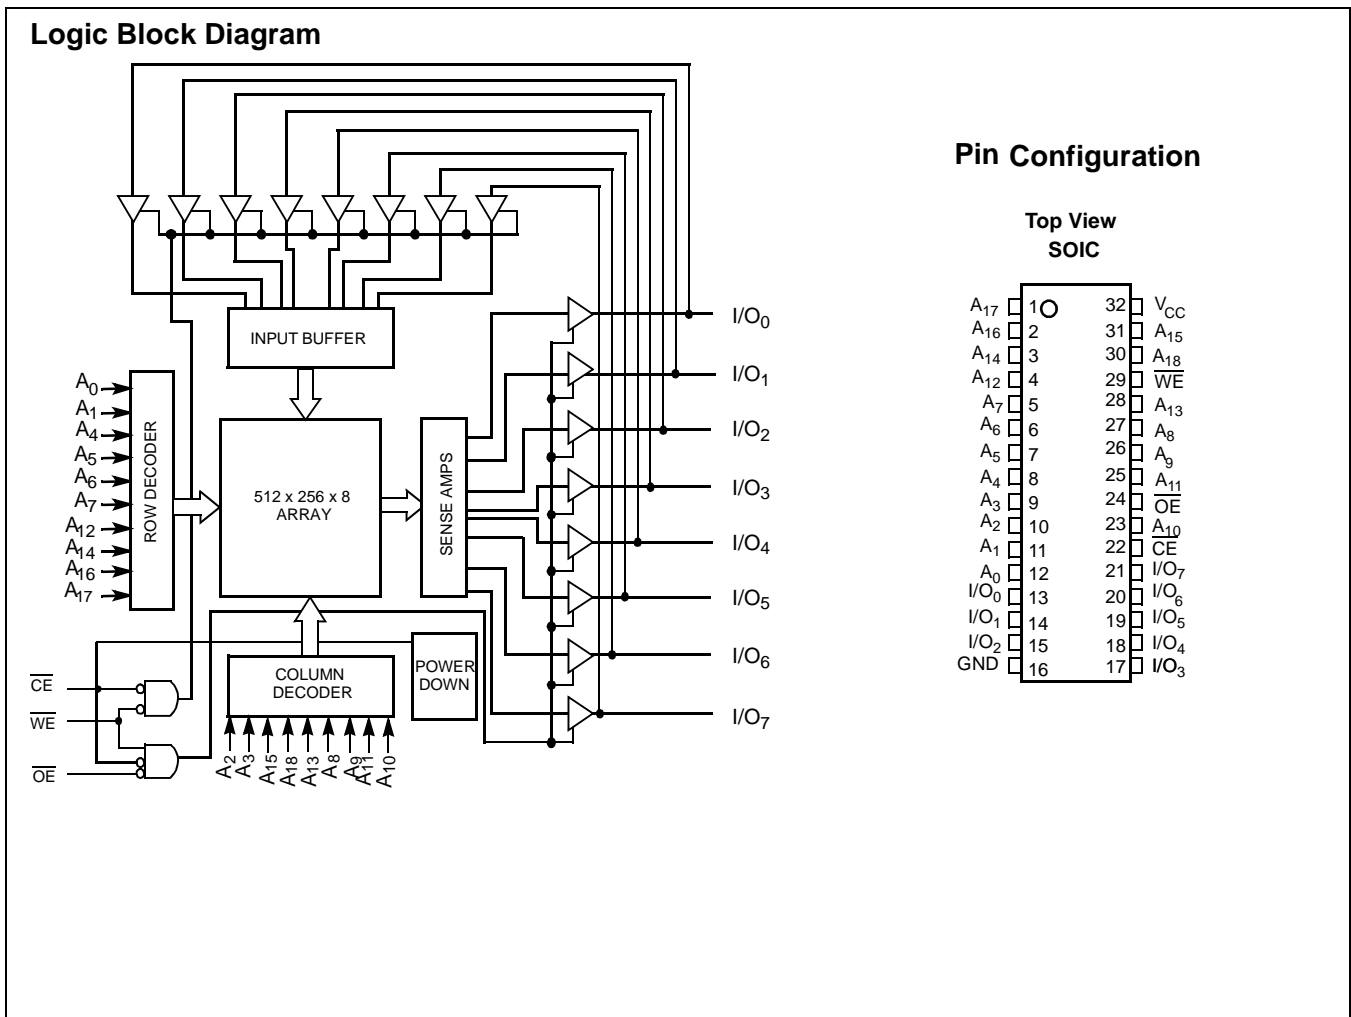 Logic Block Diagram
INPUT BUFFER
A0
A1
A4
A5
A6
A7
A12
A14
A16
A17
ROW DECODER
512 x 256 x 8
ARRAY
SENSE AMPS
I/O0
I/O1
I/O2
I/O3
I/O4
I/O5
I/O6
I/O7
COLUMN
DECODER
POWER
DOWN
CE
WE
OE
A2
A3
A15
A18
A13
A8
A9
A11
A10
Pin Configuration
Top View
SOIC
A17 1 32 VCC
A16 2 31 A15
A14 3 30 A18
A12 4 29 WE
A7 5 28 A13
A6 6 27 A8
A5 7 26 A9
A4 8 25 A11
A3 9 24 OE
A2 10 23 A10
A1 11 22 CE
A0 12 21 I/O7
I/O0 13 20 I/O6
I/O1 14 19 I/O5
I/O2 15 18 I/O4
GND 16 17 I/O3